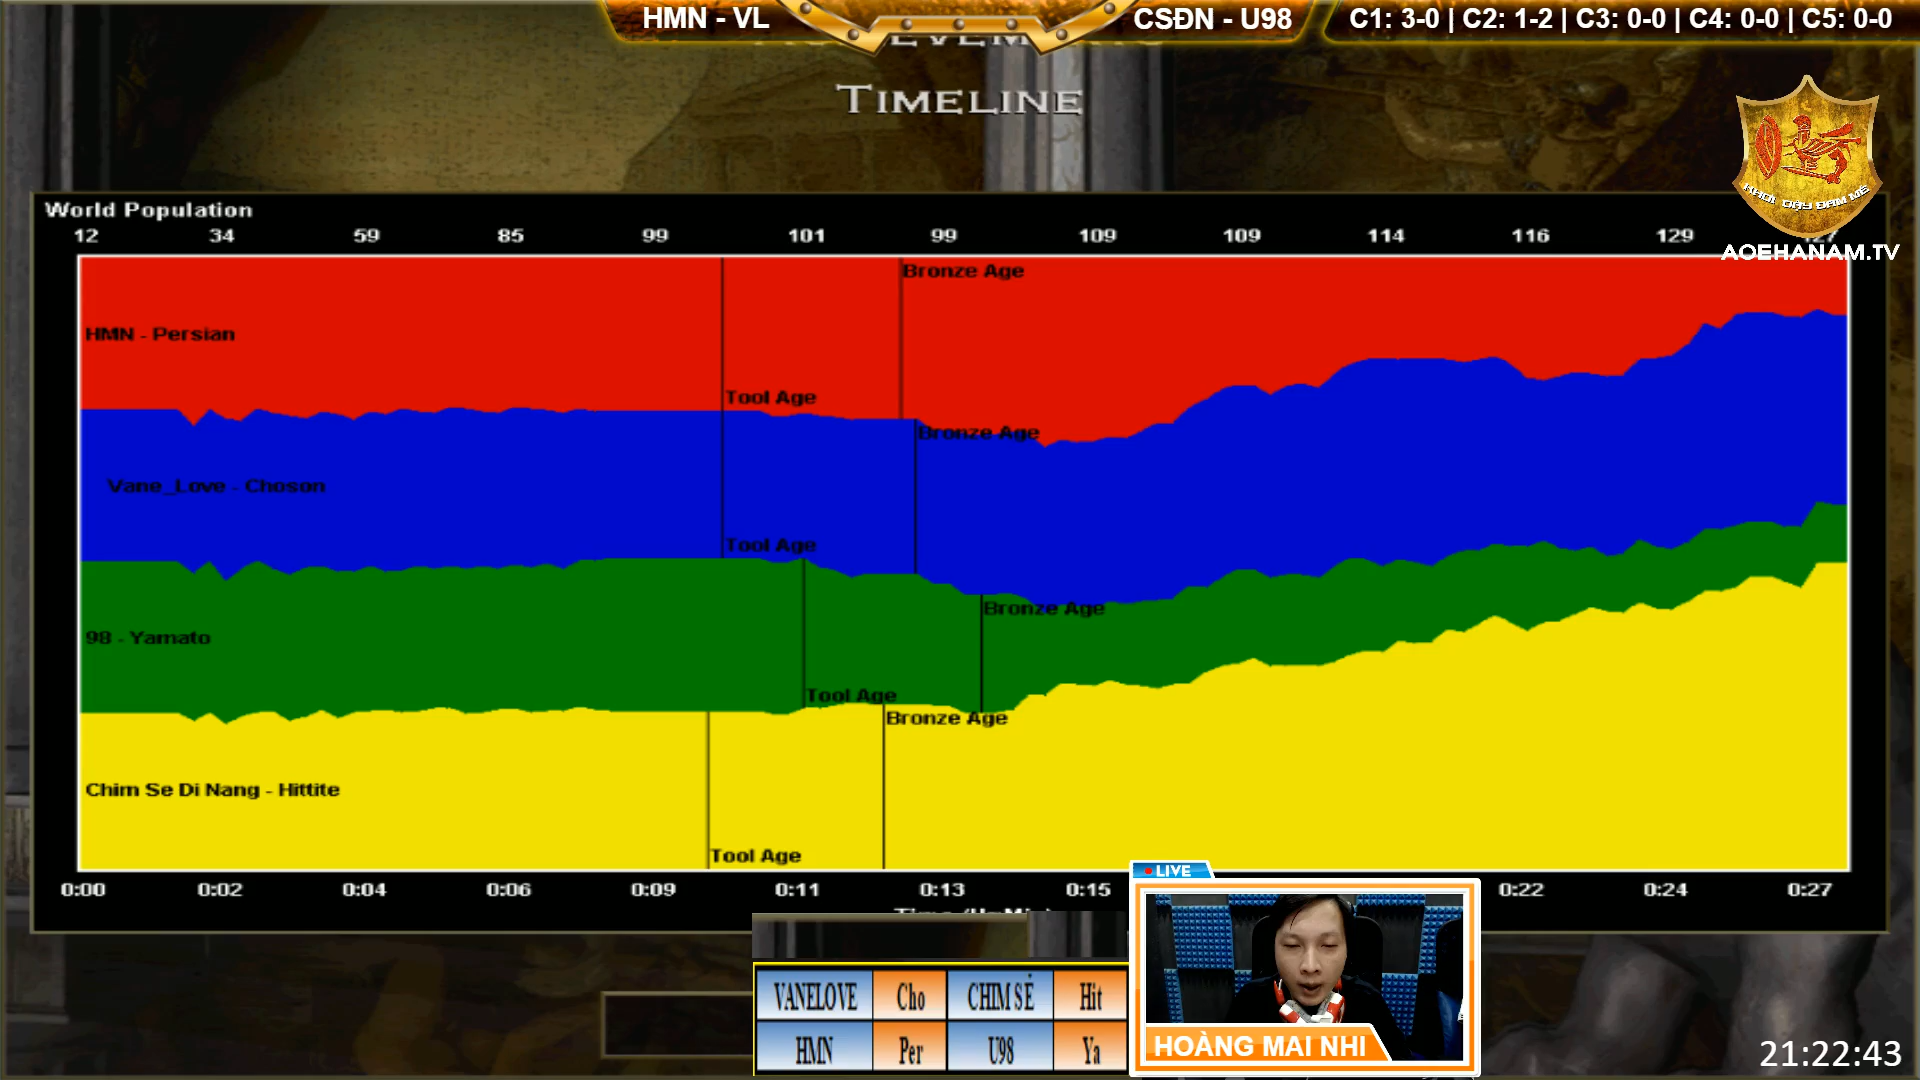 HMN - VL
CSĐN - U98
C1: 3-0 | C2: 1-2 | C3: 0-0 | C4: 0-0 | C5: 0-0
TIMELINE
KHƠI DẬY ĐAM MÊ
AOEHANAM.TV
World Population
12 34 59 85 99 101 99 109 109 114 116 129 127
Bronze Age
HMN - Persian
Tool Age
Bronze Age
Vane_Love - Choson
Tool Age
Bronze Age
98 - Yamato
Tool Age
Bronze Age
Chim Se Di Nang - Hittite
Tool Age
0:00 0:02 0:04 0:06 0:09 0:11 0:13 0:15 0:22 0:24 0:27
LIVE
VANELOVE Cho CHIM SẺ Hit
HMN Per U98 Ya
HOÀNG MAI NHI
21:22:43